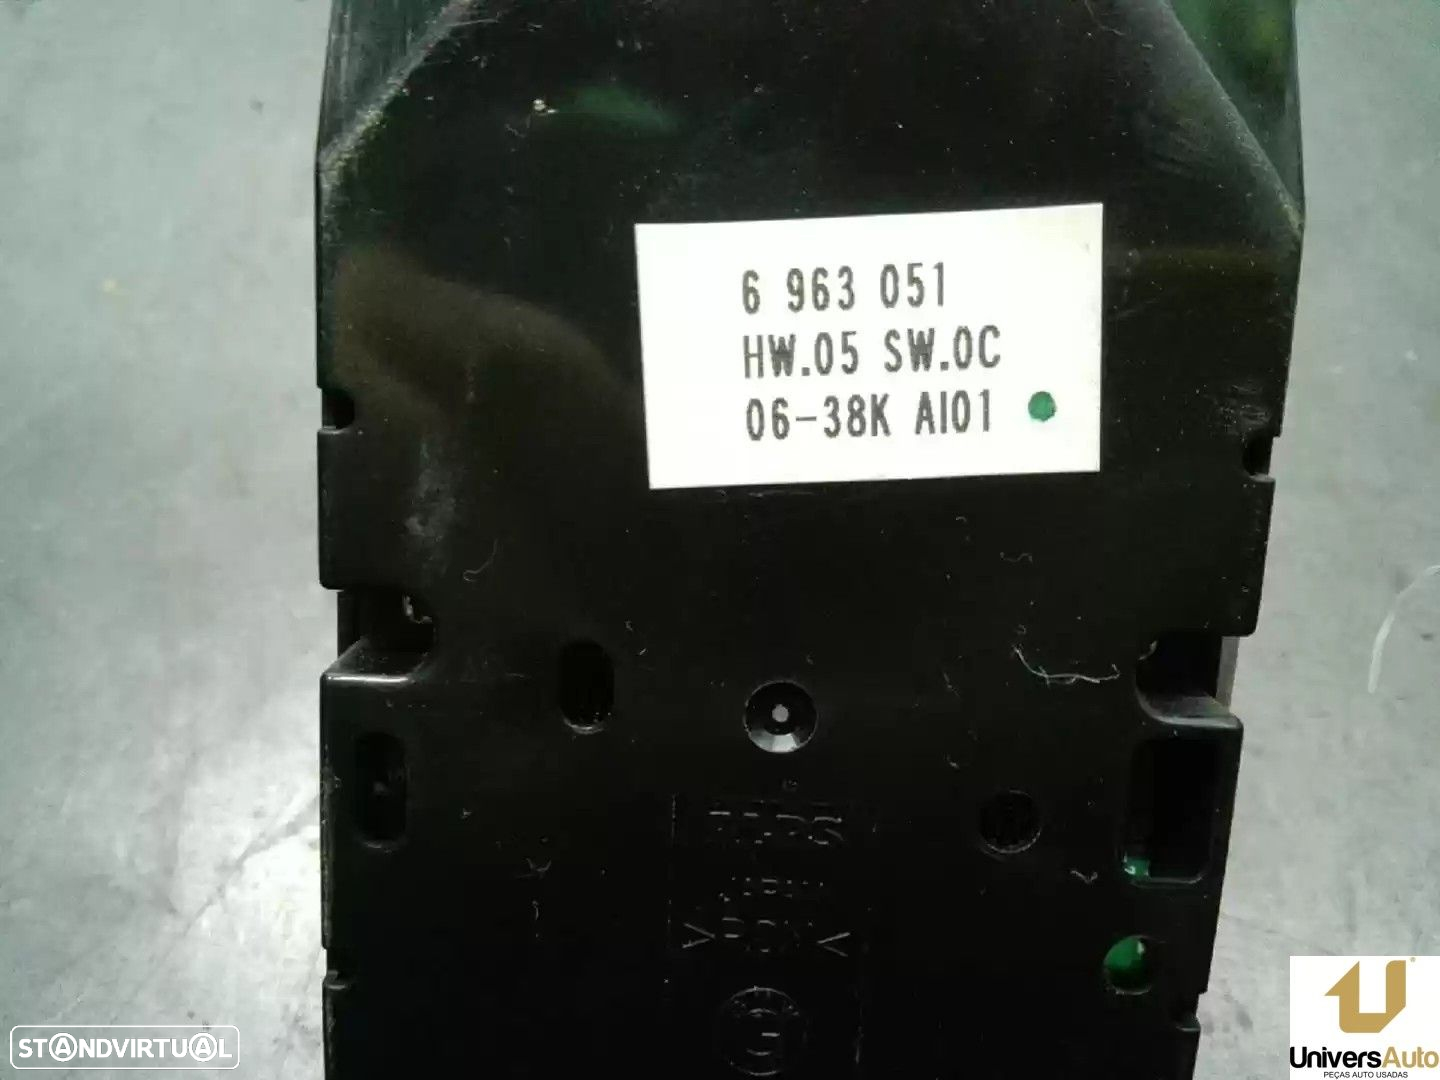 6 963 051
HW.05 SW.0C
06-38K AI01
STANDVIRTUAL
UNIVERSAUTO
PEÇAS AUTO USADAS